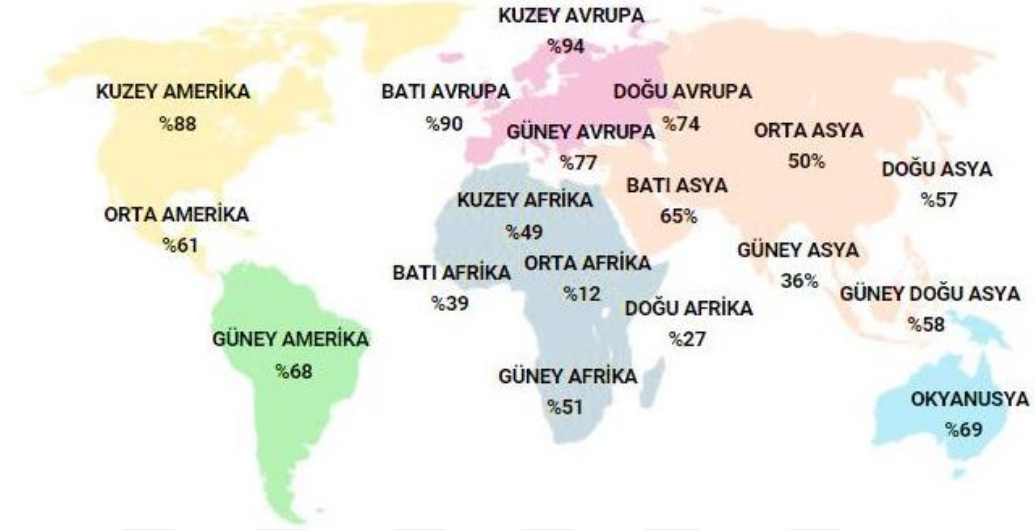 KUZEY AVRUPA
%94
KUZEY AMERİKA
%88
BATI AVRUPA
%90
DOĞU AVRUPA
%74
GÜNEY AVRUPA
%77
ORTA ASYA
50%
DOĞU ASYA
%57
BATI ASYA
65%
KUZEY AFRİKA
%49
ORTA AMERİKA
%61
GÜNEY ASYA
36%
BATI AFRİKA
%39
ORTA AFRİKA
%12
GÜNEY DOĞU ASYA
%58
DOĞU AFRİKA
%27
GÜNEY AMERİKA
%68
GÜNEY AFRİKA
%51
OKYANUSYA
%69